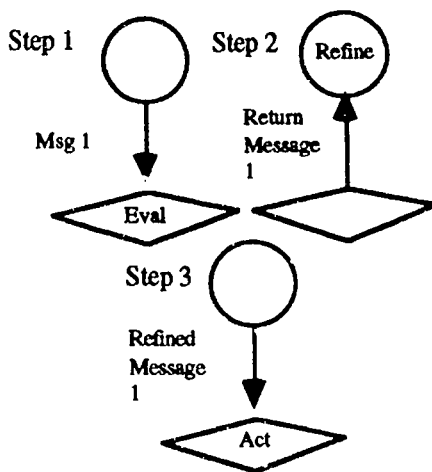 Step 1
Step 2
Refine
Msg 1
Return
Message
1
Eval
Step 3
Refined
Message
1
Act